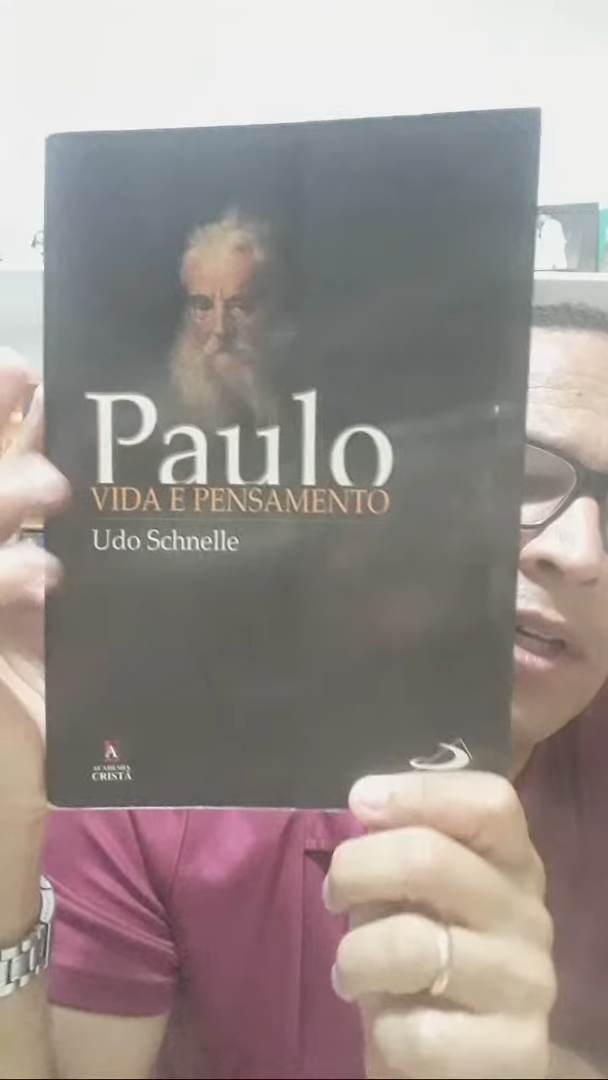 Paulo
VIDA E PENSAMENTO
Udo Schnelle
A
ACADEMIA
CRISTÃ